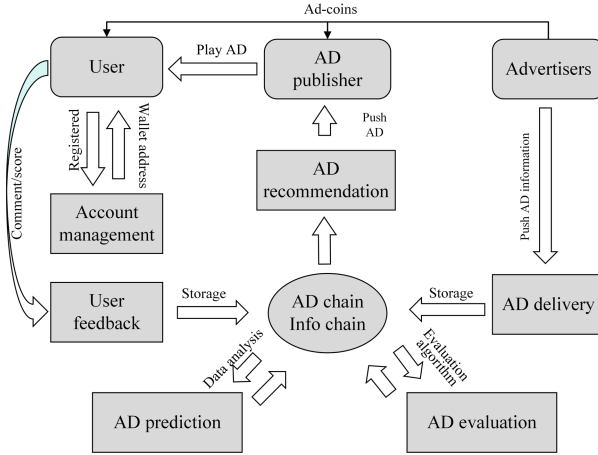 Ad-coins
User
Play AD
AD
publisher
Advertisers
Registered
Wallet address
Push
AD
Comment/score
AD
recommendation
Push AD information
Account
management
User
feedback
Storage
AD chain
Info chain
Storage
AD delivery
Data analysis
Evaluation
algorithm
AD prediction
AD evaluation